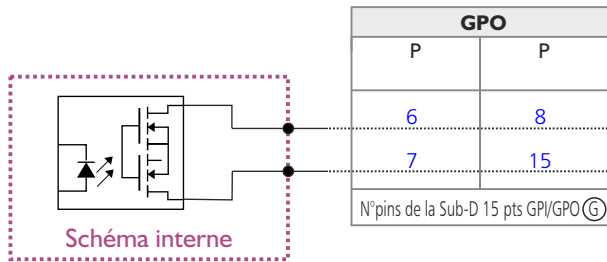 GPO
P P
6 8
7 15
N°pins de la Sub-D 15 pts GPI/GPO G
Schéma interne